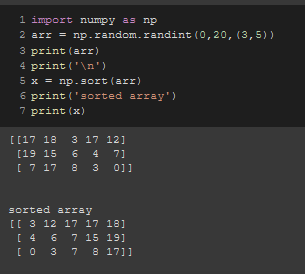 1 import numpy as np
2 arr = np.random.randint(0,20,(3,5))
3 print(arr)
4 print('\n')
5 x = np.sort(arr)
6 print('sorted array')
7 print(x)
[[17 18  3 17 12]
 [19 15  6  4  7]
 [ 7 17  8  3  0]]
sorted array
[[ 3 12 17 17 18]
 [ 4  6  7 15 19]
 [ 0  3  7  8 17]]